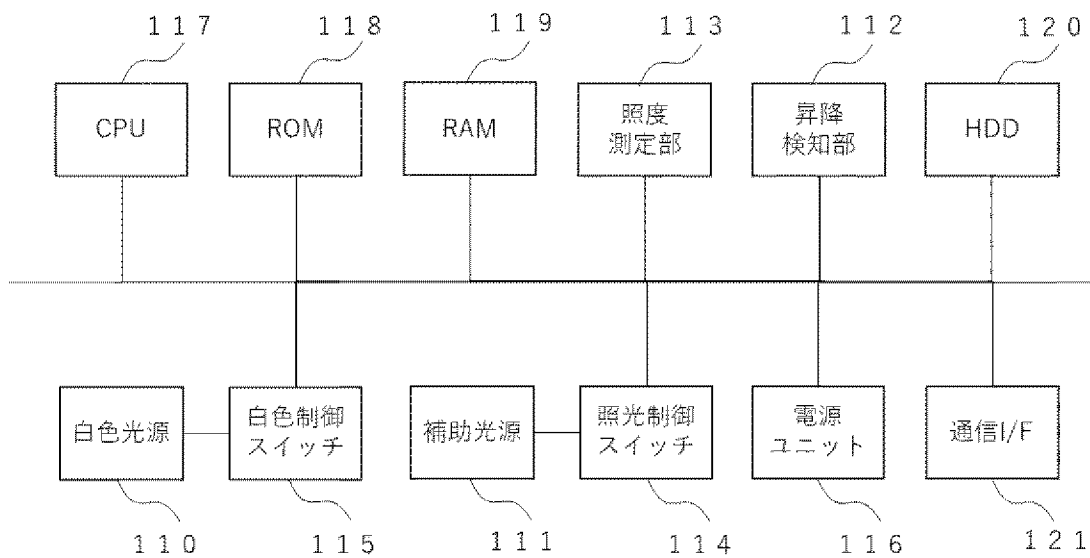 117 118 119 113 112 120
CPU
ROM
RAM
照度
測定部
昇降
検知部
HDD
白色光源
白色制御
スイッチ
補助光源
照光制御
スイッチ
電源
ユニット
通信I/F
110 115 111 114 116 121